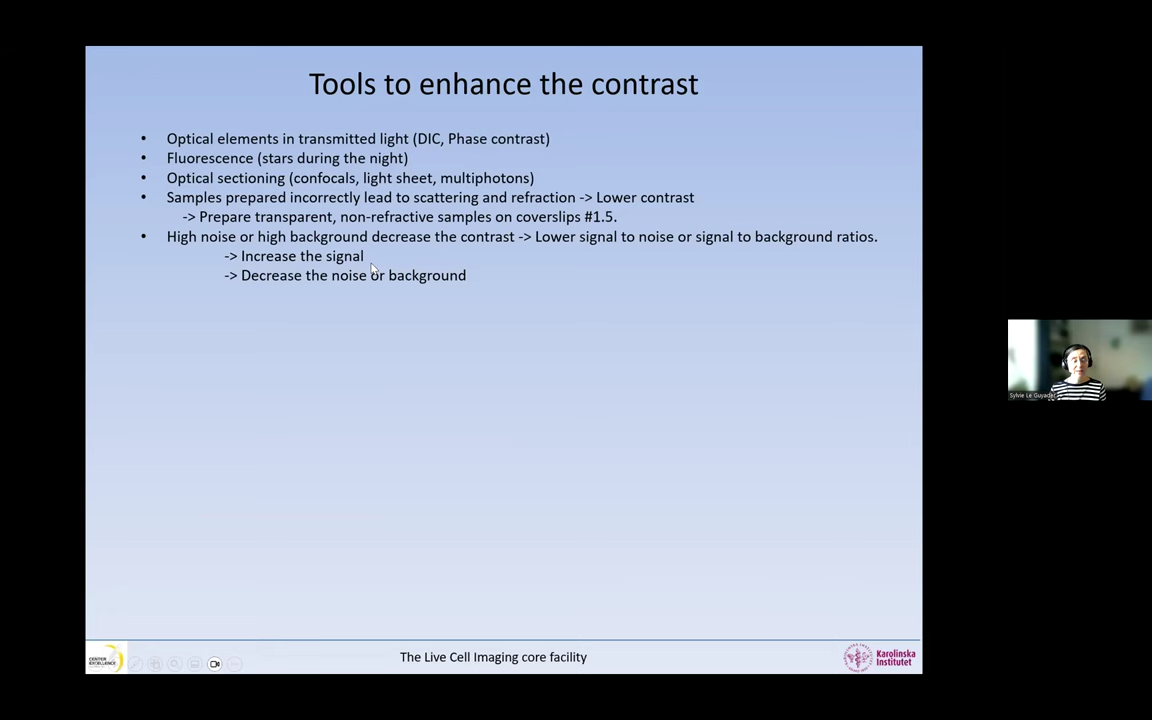 Tools to enhance the contrast
• Optical elements in transmitted light (DIC, Phase contrast)
• Fluorescence (stars during the night)
• Optical sectioning (confocals, light sheet, multiphotons)
• Samples prepared incorrectly lead to scattering and refraction -> Lower contrast
-> Prepare transparent, non-refractive samples on coverslips #1.5.
• High noise or high background decrease the contrast -> Lower signal to noise or signal to background ratios.
-> Increase the signal
-> Decrease the noise or background
Sylvie Le Guyader
The Live Cell Imaging core facility
Karolinska
Institutet